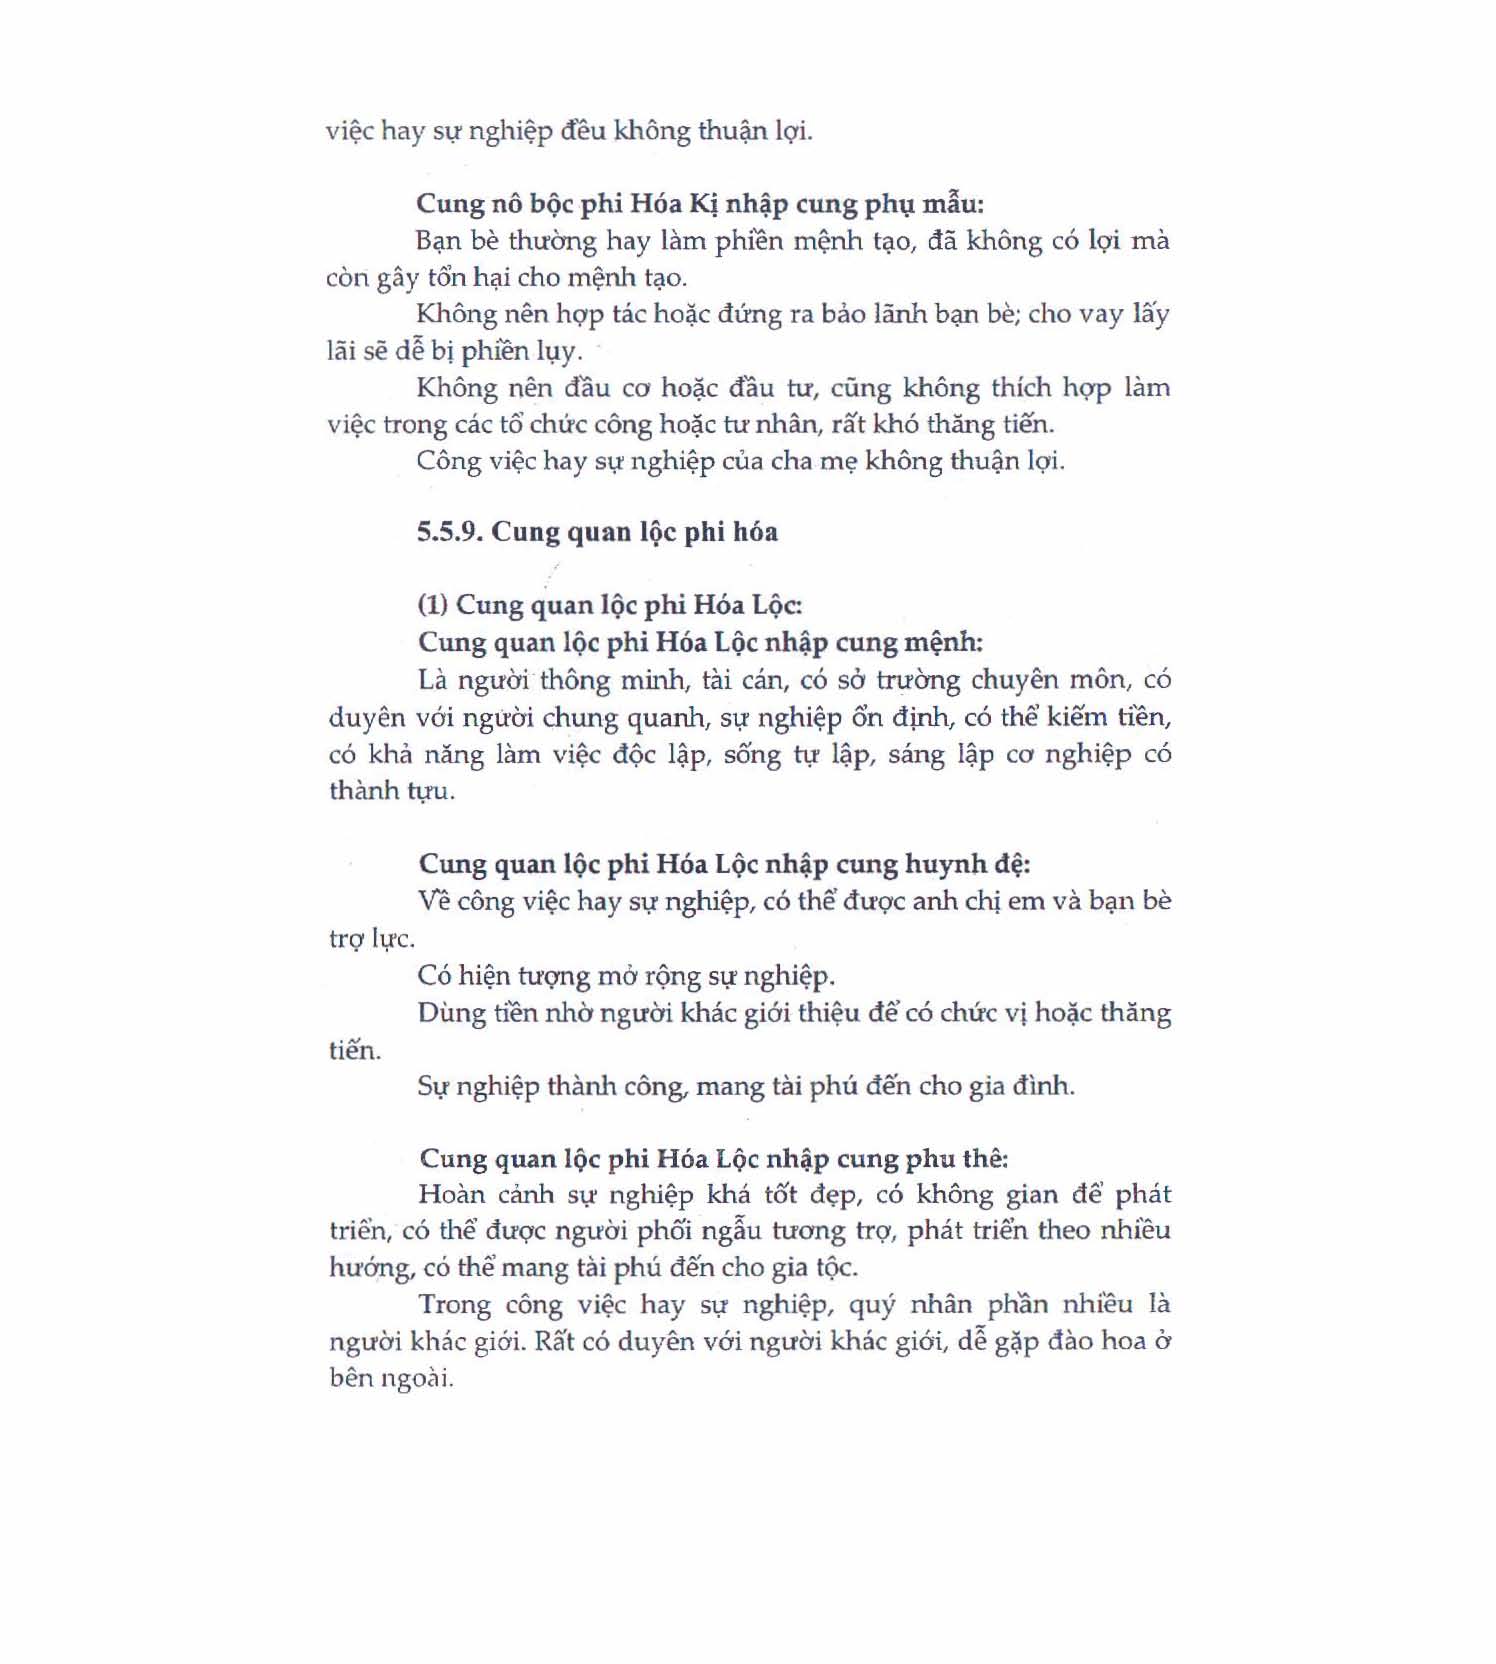 việc hay sự nghiệp đều không thuận lợi.
Cung nô bộc phi Hóa Kị nhập cung phụ mẫu:
Bạn bè thường hay làm phiền mệnh tạo, đã không có lợi mà
còn gây tổn hại cho mệnh tạo.
Không nên hợp tác hoặc đứng ra bảo lãnh bạn bè; cho vay lấy
lãi sẽ dễ bị phiền lụy.
Không nên đầu cơ hoặc đầu tư, cũng không thích hợp làm
việc trong các tổ chức công hoặc tư nhân, rất khó thăng tiến.
Công việc hay sự nghiệp của cha mẹ không thuận lợi.
5.5.9. Cung quan lộc phi hóa
(1) Cung quan lộc phi Hóa Lộc:
Cung quan lộc phi Hóa Lộc nhập cung mệnh:
Là người thông minh, tài cán, có sở trường chuyên môn, có
duyên với người chung quanh, sự nghiệp ổn định, có thể kiếm tiền,
có khả năng làm việc độc lập, sống tự lập, sáng lập cơ nghiệp có
thành tựu.
Cung quan lộc phi Hóa Lộc nhập cung huynh đệ:
Về công việc hay sự nghiệp, có thể được anh chị em và bạn bè
trợ lực.
Có hiện tượng mở rộng sự nghiệp.
Dùng tiền nhờ người khác giới thiệu để có chức vị hoặc thăng
tiến.
Sự nghiệp thành công, mang tài phú đến cho gia đình.
Cung quan lộc phi Hóa Lộc nhập cung phu thê:
Hoàn cảnh sự nghiệp khá tốt đẹp, có không gian để phát
triển, có thể được người phối ngẫu tương trợ, phát triển theo nhiều
hướng, có thể mang tài phú đến cho gia tộc.
Trong công việc hay sự nghiệp, quý nhân phần nhiều là
người khác giới. Rất có duyên với người khác giới, dễ gặp đào hoa ở
bên ngoài.